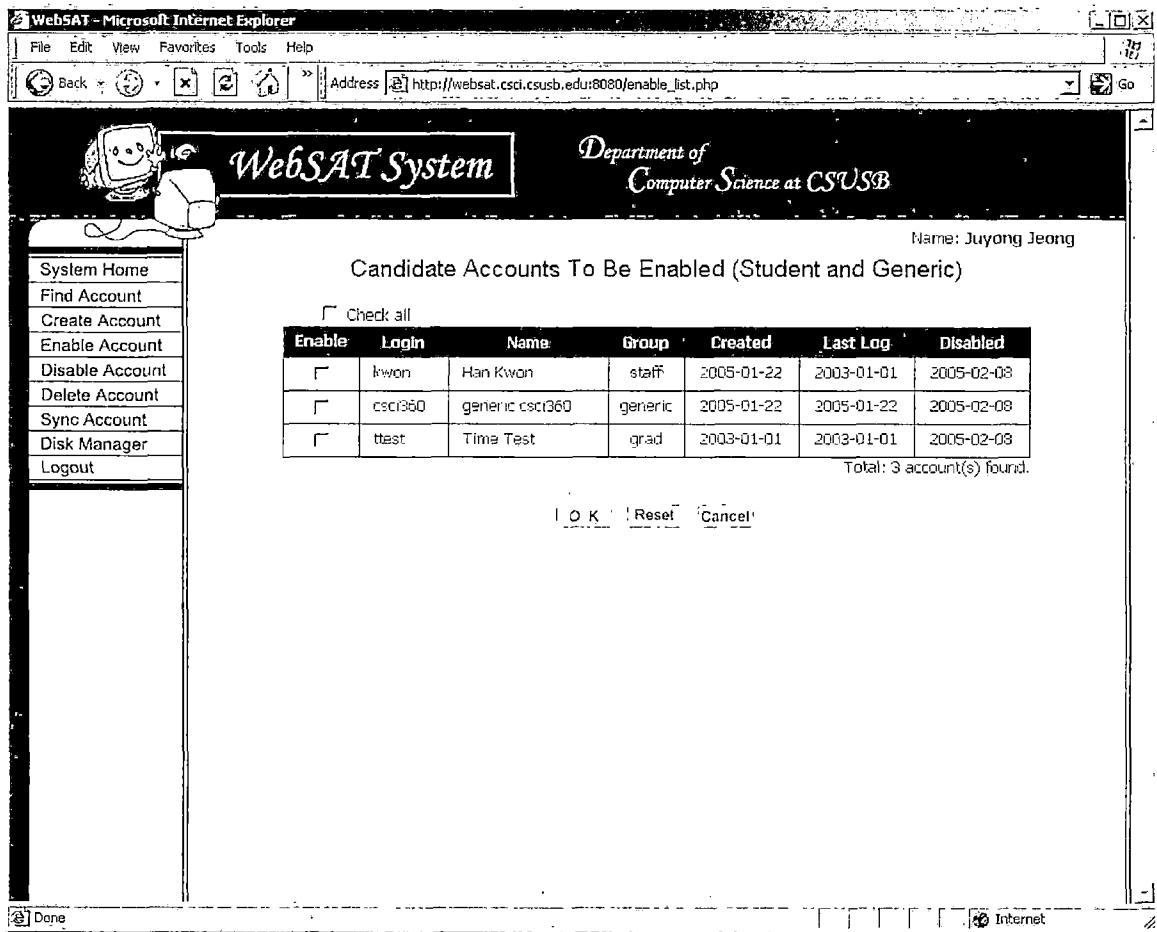 WebSAT - Microsoft Internet Explorer
File Edit View Favorites Tools Help
Back » Address http://websat.csci.csusb.edu:8080/enable_list.php Go
WebSAT System
Department of
Computer Science at CSUSB
Name: Juyong Jeong
System Home
Find Account
Create Account
Enable Account
Disable Account
Delete Account
Sync Account
Disk Manager
Logout
Candidate Accounts To Be Enabled (Student and Generic)
Check all
Enable Login Name Group Created Last Log Disabled
kwon Han Kwon staff 2005-01-22 2003-01-01 2005-02-08
csci360 generic csci360 generic 2005-01-22 2005-01-22 2005-02-08
ttest Time Test grad 2003-01-01 2003-01-01 2005-02-08
Total: 3 account(s) found.
O K Reset Cancel
Done Internet